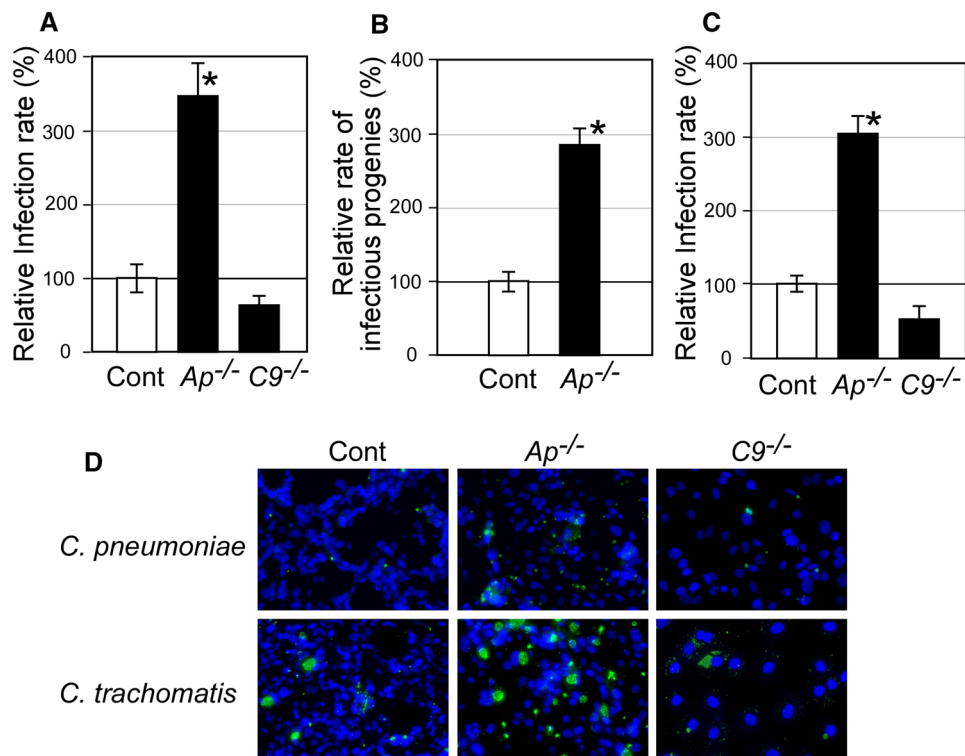 A
Relative Infection rate (%)
400
300
200
100
0
*
Cont Ap-/- C9-/-
B
Relative rate of
infectious progenies (%)
400
300
200
100
0
*
Cont Ap-/-
C
Relative Infection rate (%)
400
300
200
100
0
*
Cont Ap-/- C9-/-
D
Cont Ap-/- C9-/-
C. pneumoniae
C. trachomatis